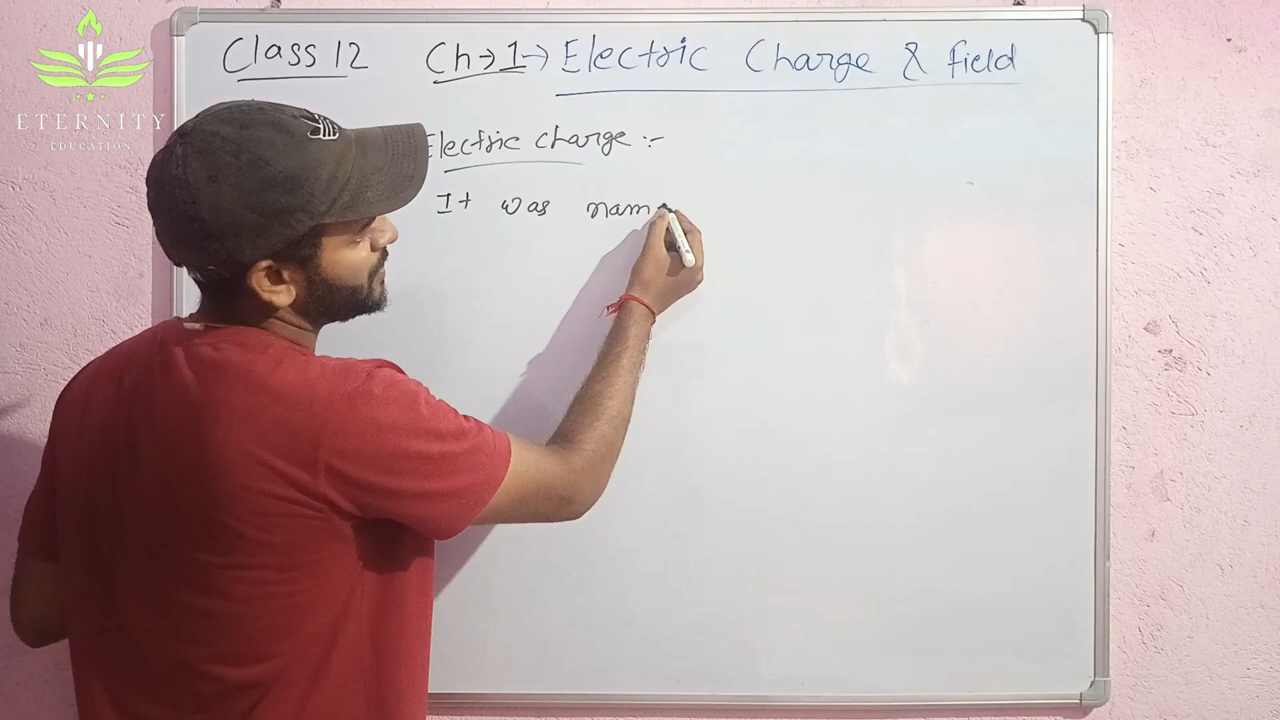 ETERNITY
EDUCATION
Class 12 Ch→1→ Electric Charge & field
Electric charge :-
It was nam